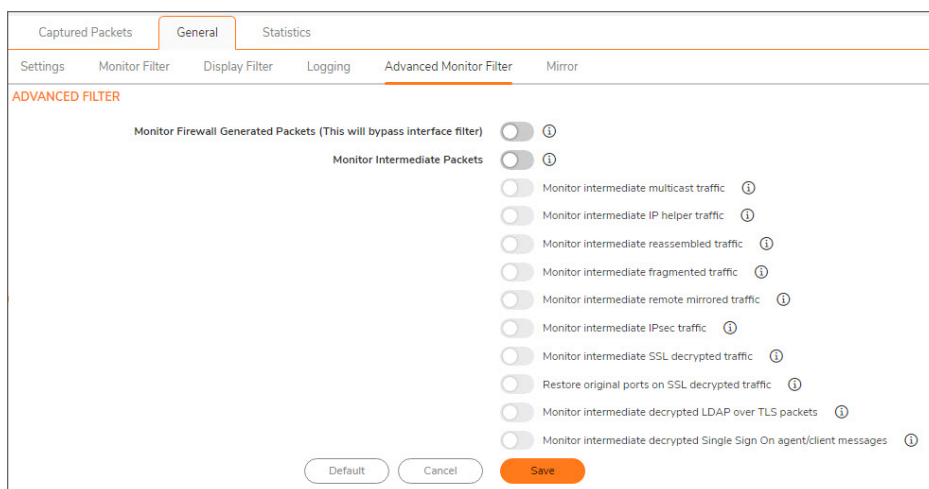 Captured Packets General Statistics
Settings Monitor Filter Display Filter Logging Advanced Monitor Filter Mirror
ADVANCED FILTER
Monitor Firewall Generated Packets (This will bypass interface filter)
Monitor Intermediate Packets
Monitor intermediate multicast traffic
Monitor intermediate IP helper traffic
Monitor intermediate reassembled traffic
Monitor intermediate fragmented traffic
Monitor intermediate remote mirrored traffic
Monitor intermediate IPsec traffic
Monitor intermediate SSL decrypted traffic
Restore original ports on SSL decrypted traffic
Monitor intermediate decrypted LDAP over TLS packets
Monitor intermediate decrypted Single Sign On agent/client messages
Default Cancel Save